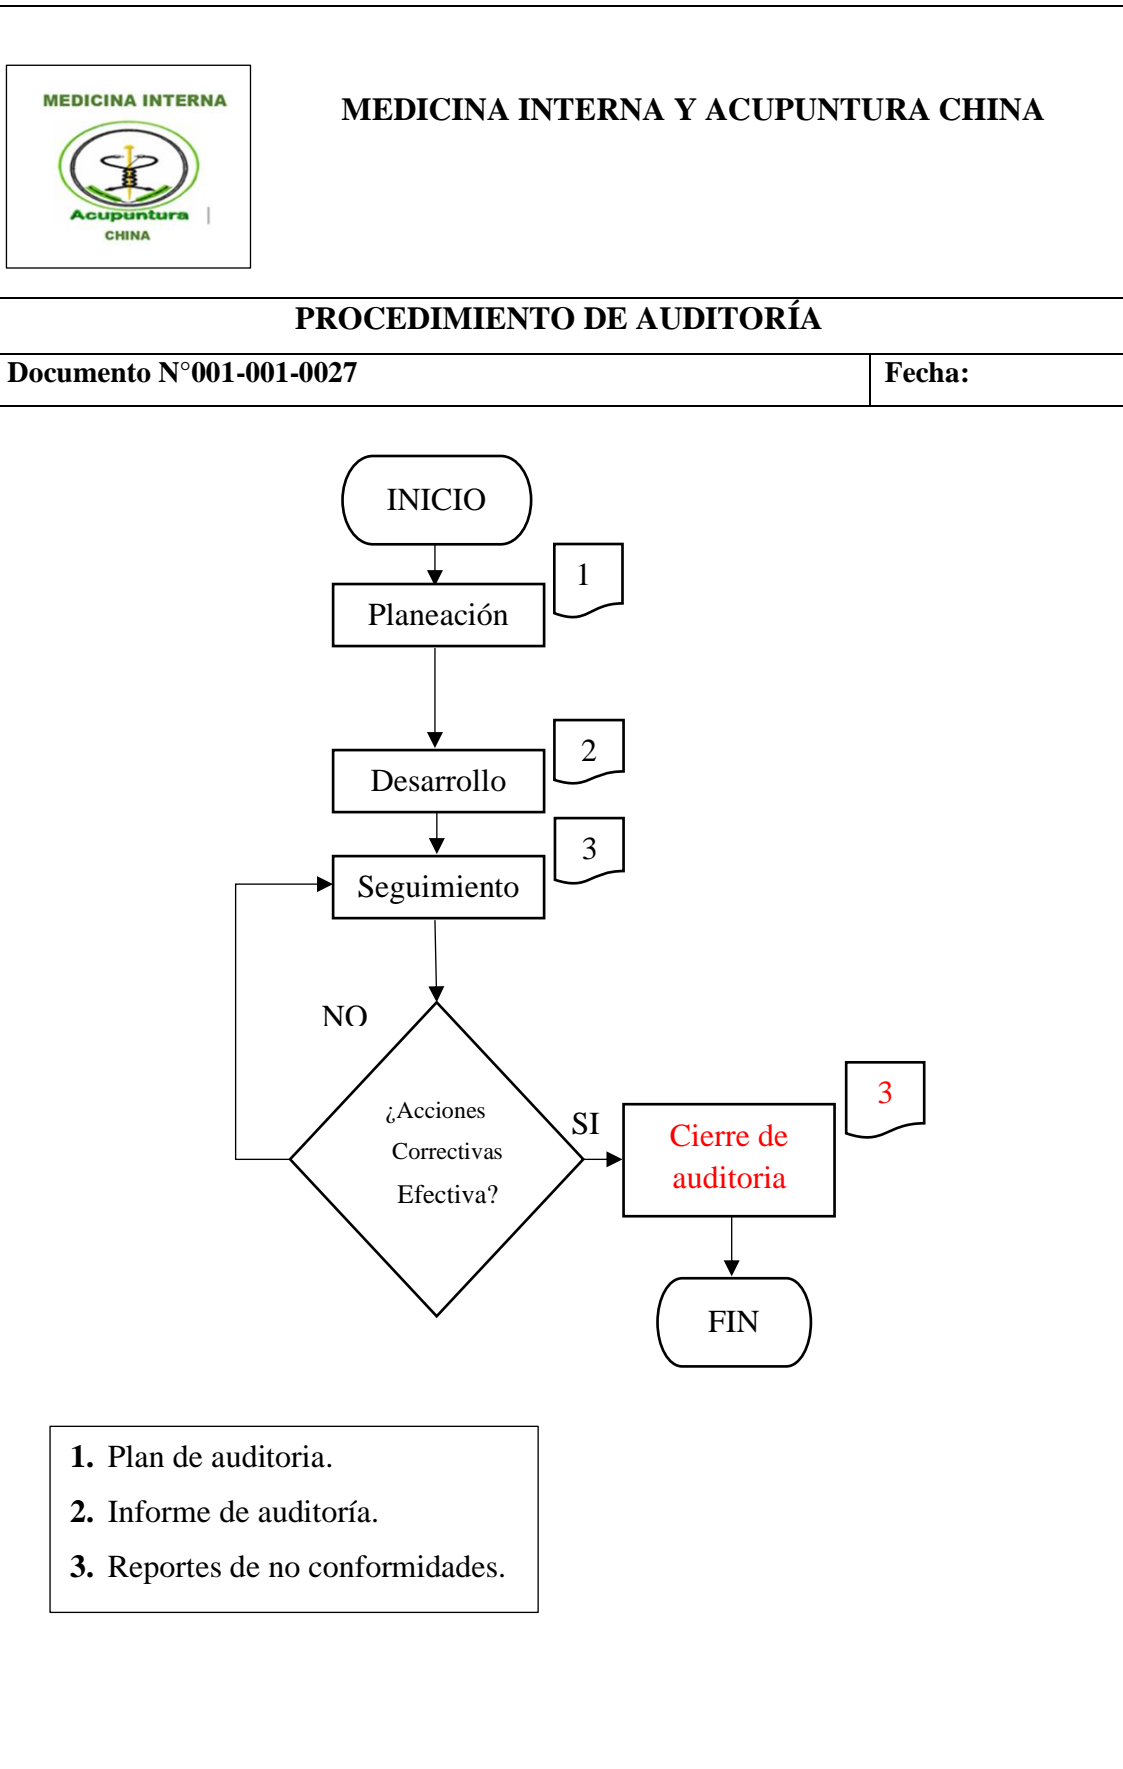 MEDICINA INTERNA
Acupuntura
CHINA
MEDICINA INTERNA Y ACUPUNTURA CHINA
PROCEDIMIENTO DE AUDITORÍA
Documento N°001-001-0027
Fecha:
INICIO
1
Planeación
2
Desarrollo
3
Seguimiento
NO
¿Acciones
Correctivas
Efectiva?
SI
3
Cierre de
auditoria
FIN
1. Plan de auditoria.
2. Informe de auditoría.
3. Reportes de no conformidades.